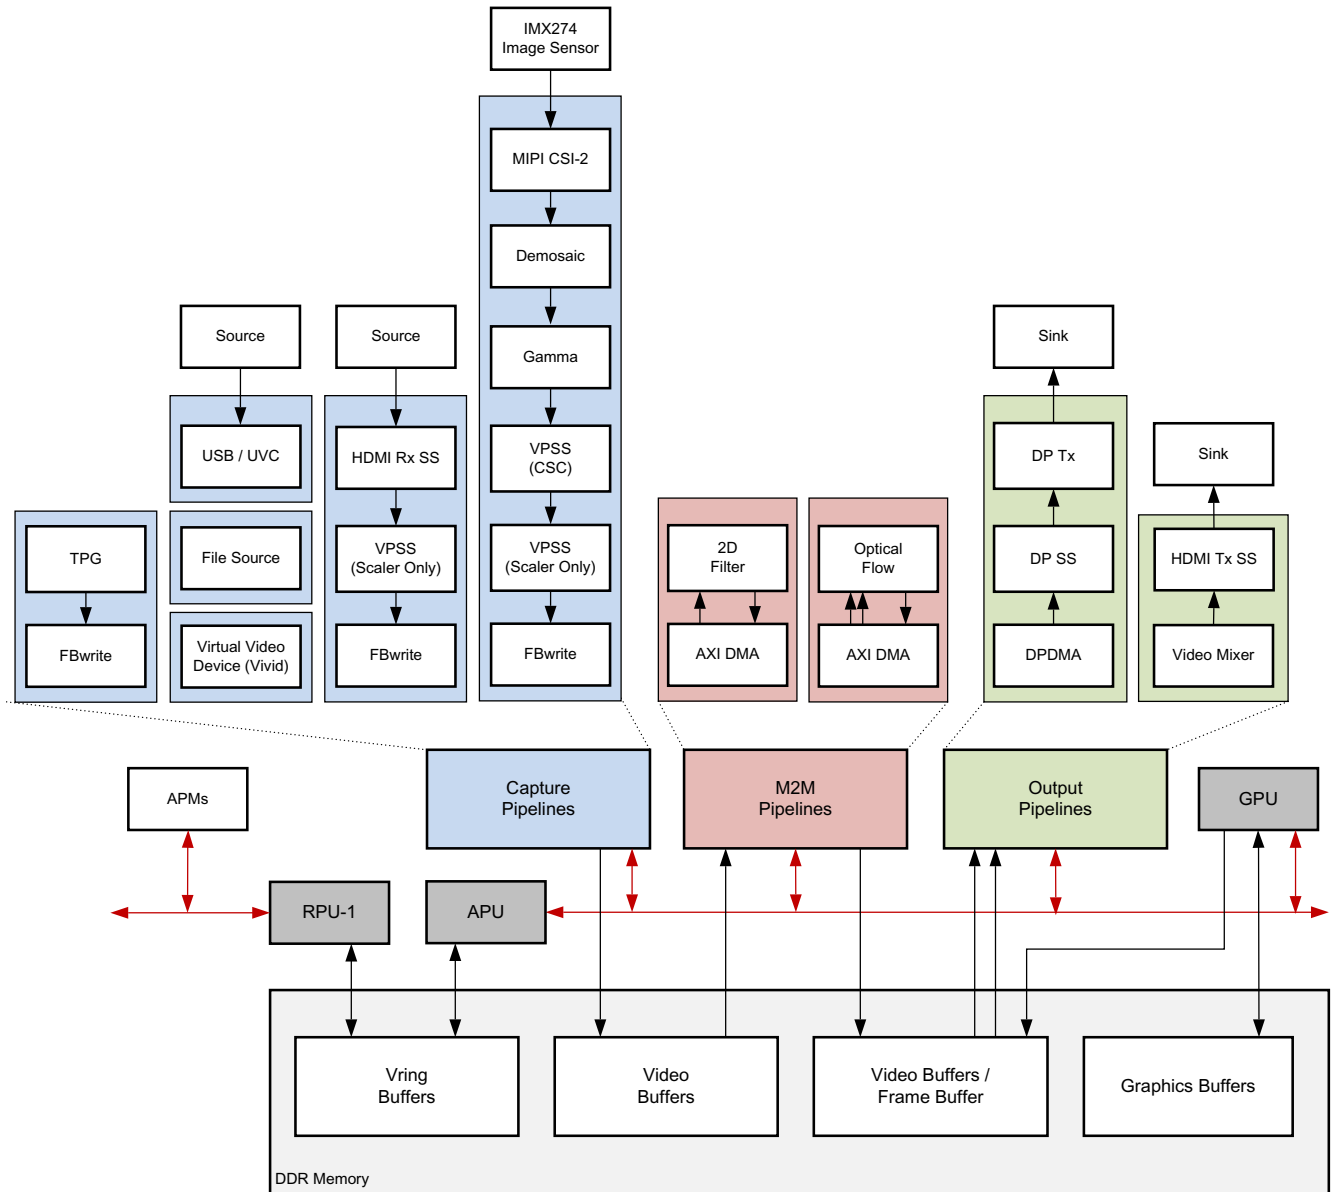 IMX274
Image Sensor
MIPI CSI-2
Demosaic
Source
Source
Sink
Gamma
USB / UVC
HDMI Rx SS
VPSS
(CSC)
DP Tx
Sink
TPG
File Source
VPSS
(Scaler Only)
VPSS
(Scaler Only)
2D
Filter
Optical
Flow
DP SS
HDMI Tx SS
FBwrite
Virtual Video
Device (Vivid)
FBwrite
FBwrite
AXI DMA
AXI DMA
DPDMA
Video Mixer
Capture
Pipelines
M2M
Pipelines
Output
Pipelines
APMs
GPU
RPU-1
APU
Vring
Buffers
Video
Buffers
Video Buffers /
Frame Buffer
Graphics Buffers
DDR Memory